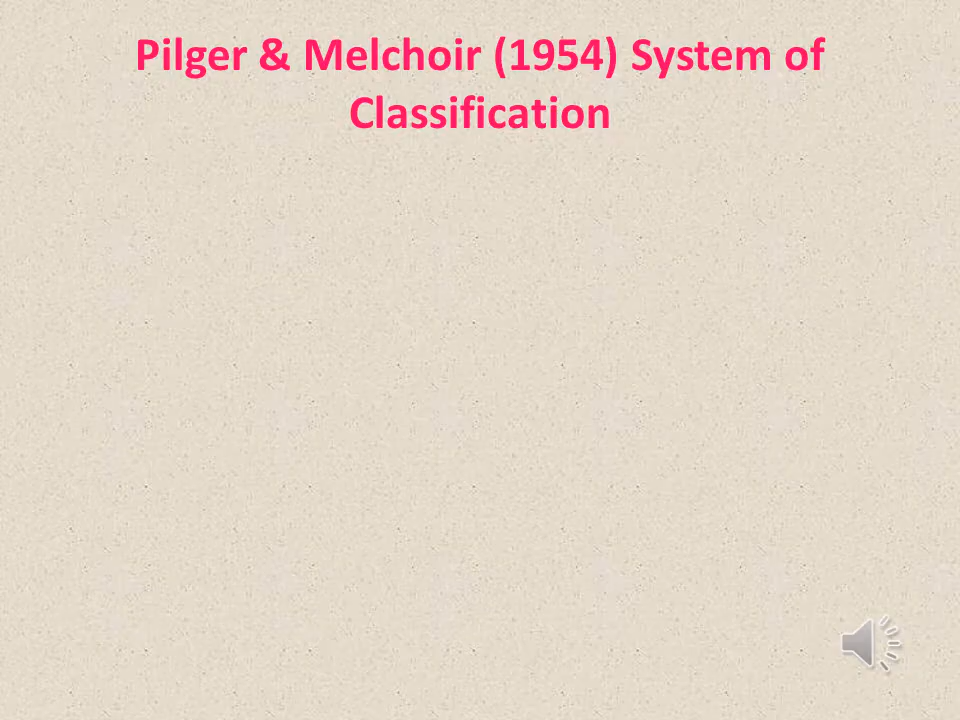 Pilger & Melchoir (1954) System of
Classification